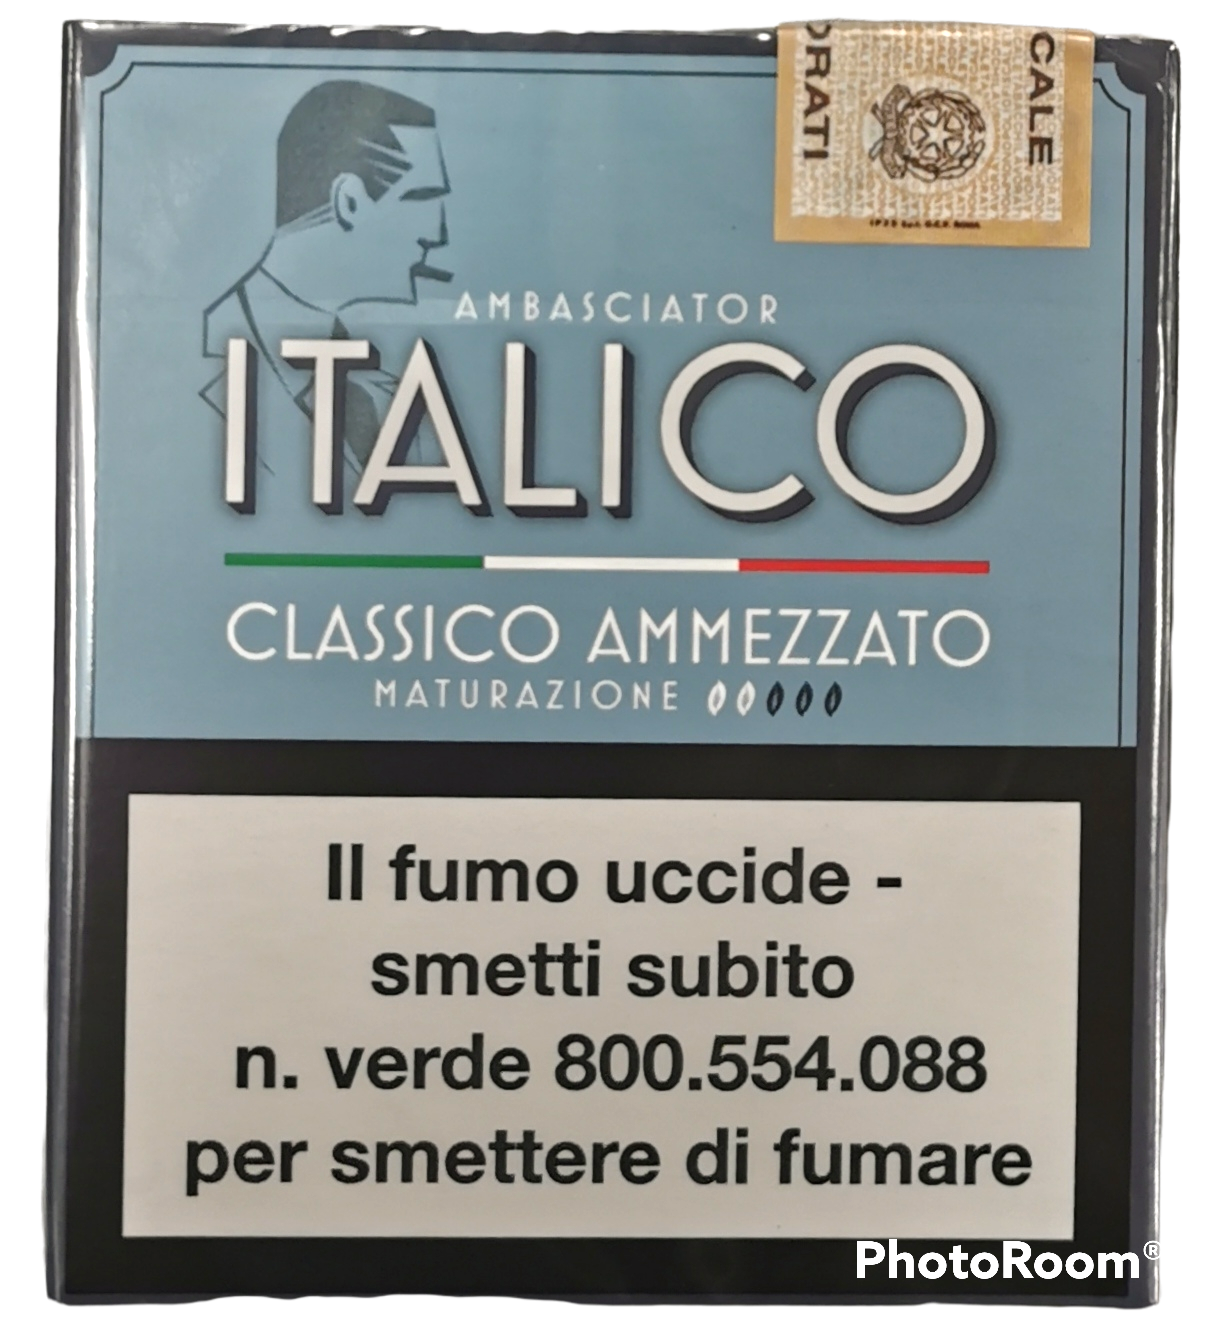 ORATI
CALE
AMBASCIATOR
ITALICO
CLASSICO AMMEZZATO
MATURAZIONE
Il fumo uccide -
smetti subito
n. verde 800.554.088
per smettere di fumare
PhotoRoom®